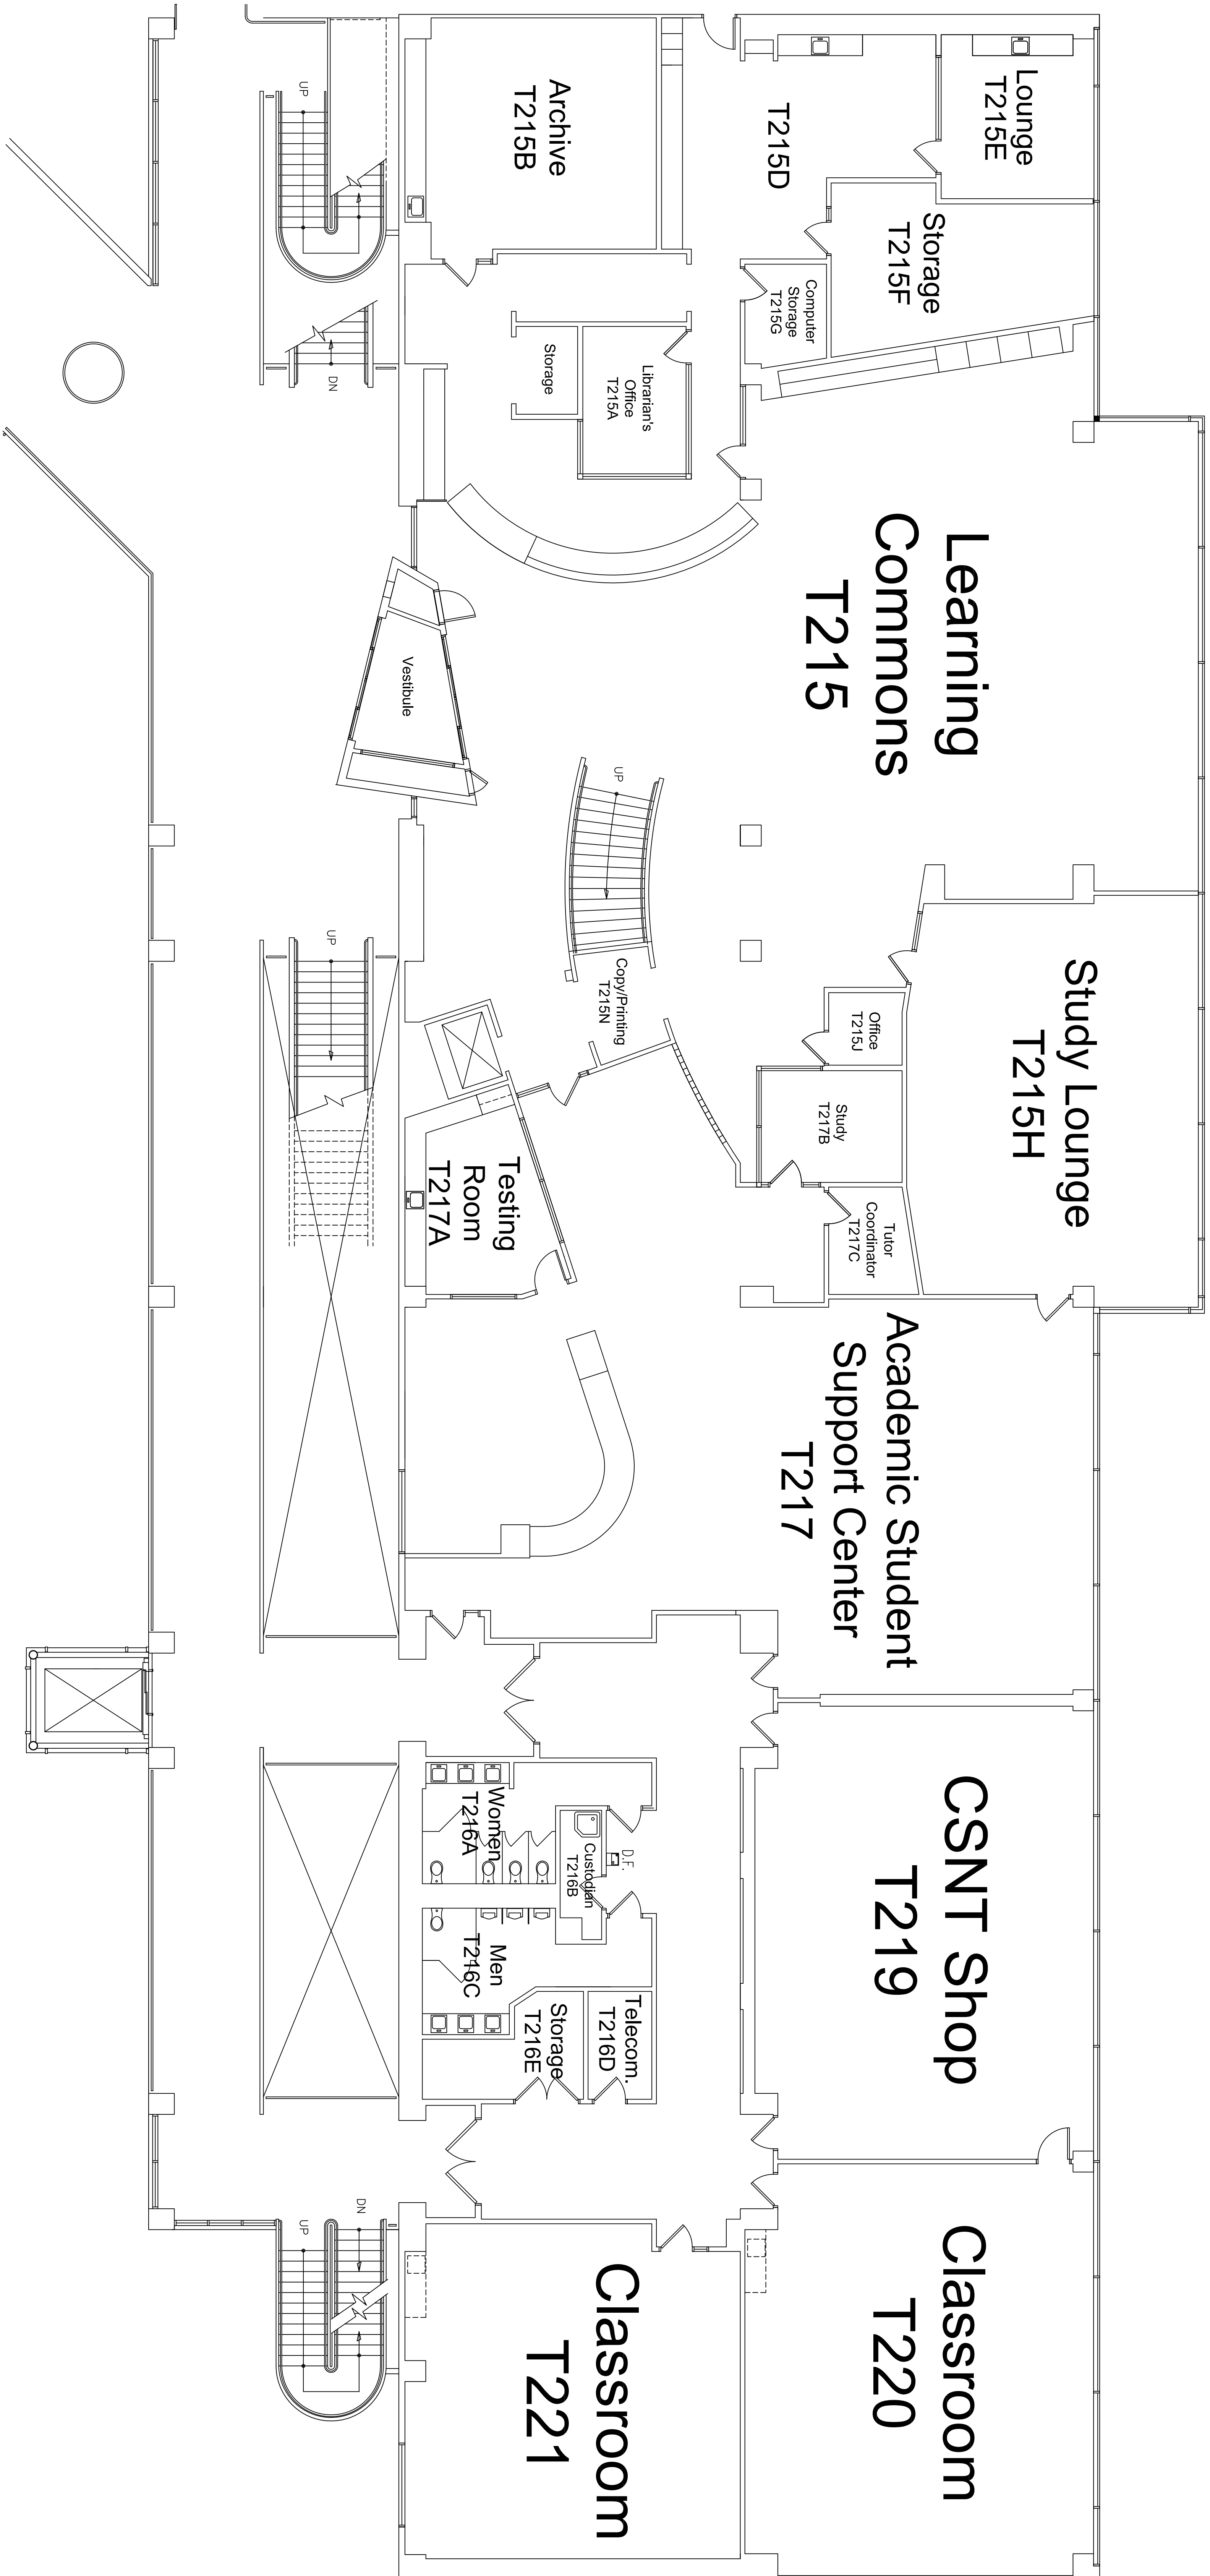 Lounge
T215E
Archive
T215B
T215D
Storage
T215F
Computer
Storage
T215G
Librarian's
Office
T215A
Storage
UP
DN
Learning
Commons
T215
Vestibule
UP
UP
Copy/Printing
T215N
Study Lounge
T215H
Office
T215J
Study
T217B
Tutor
Coordinator
T217C
Testing
Room
T217A
Academic Student
Support Center
T217
CSNT Shop
T219
Women
T216A
Custodian
T216B
D.F.
Men
T216C
Storage
T216E
Telecom.
T216D
DN
UP
Classroom
T220
Classroom
T221